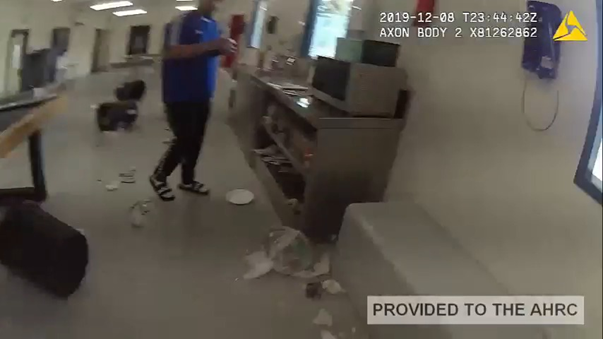 2019-12-08 T23:44:42Z
AXON BODY 2 X81262862
PROVIDED TO THE AHRC